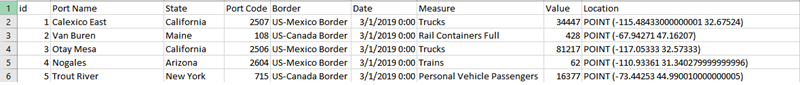 1 id Port Name State Port Code Border Date Measure Value Location
2 1 Calexico East California 2507 US-Mexico Border 3/1/2019 0:00 Trucks 34447 POINT (-115.48433000000001 32.67524)
3 2 Van Buren Maine 108 US-Canada Border 3/1/2019 0:00 Rail Containers Full 428 POINT (-67.94271 47.16207)
4 3 Otay Mesa California 2506 US-Mexico Border 3/1/2019 0:00 Trucks 81217 POINT (-117.05333 32.57333)
5 4 Nogales Arizona 2604 US-Mexico Border 3/1/2019 0:00 Trains 62 POINT (-110.93361 31.340279999999996)
6 5 Trout River New York 715 US-Canada Border 3/1/2019 0:00 Personal Vehicle Passengers 16377 POINT (-73.44253 44.990010000000005)